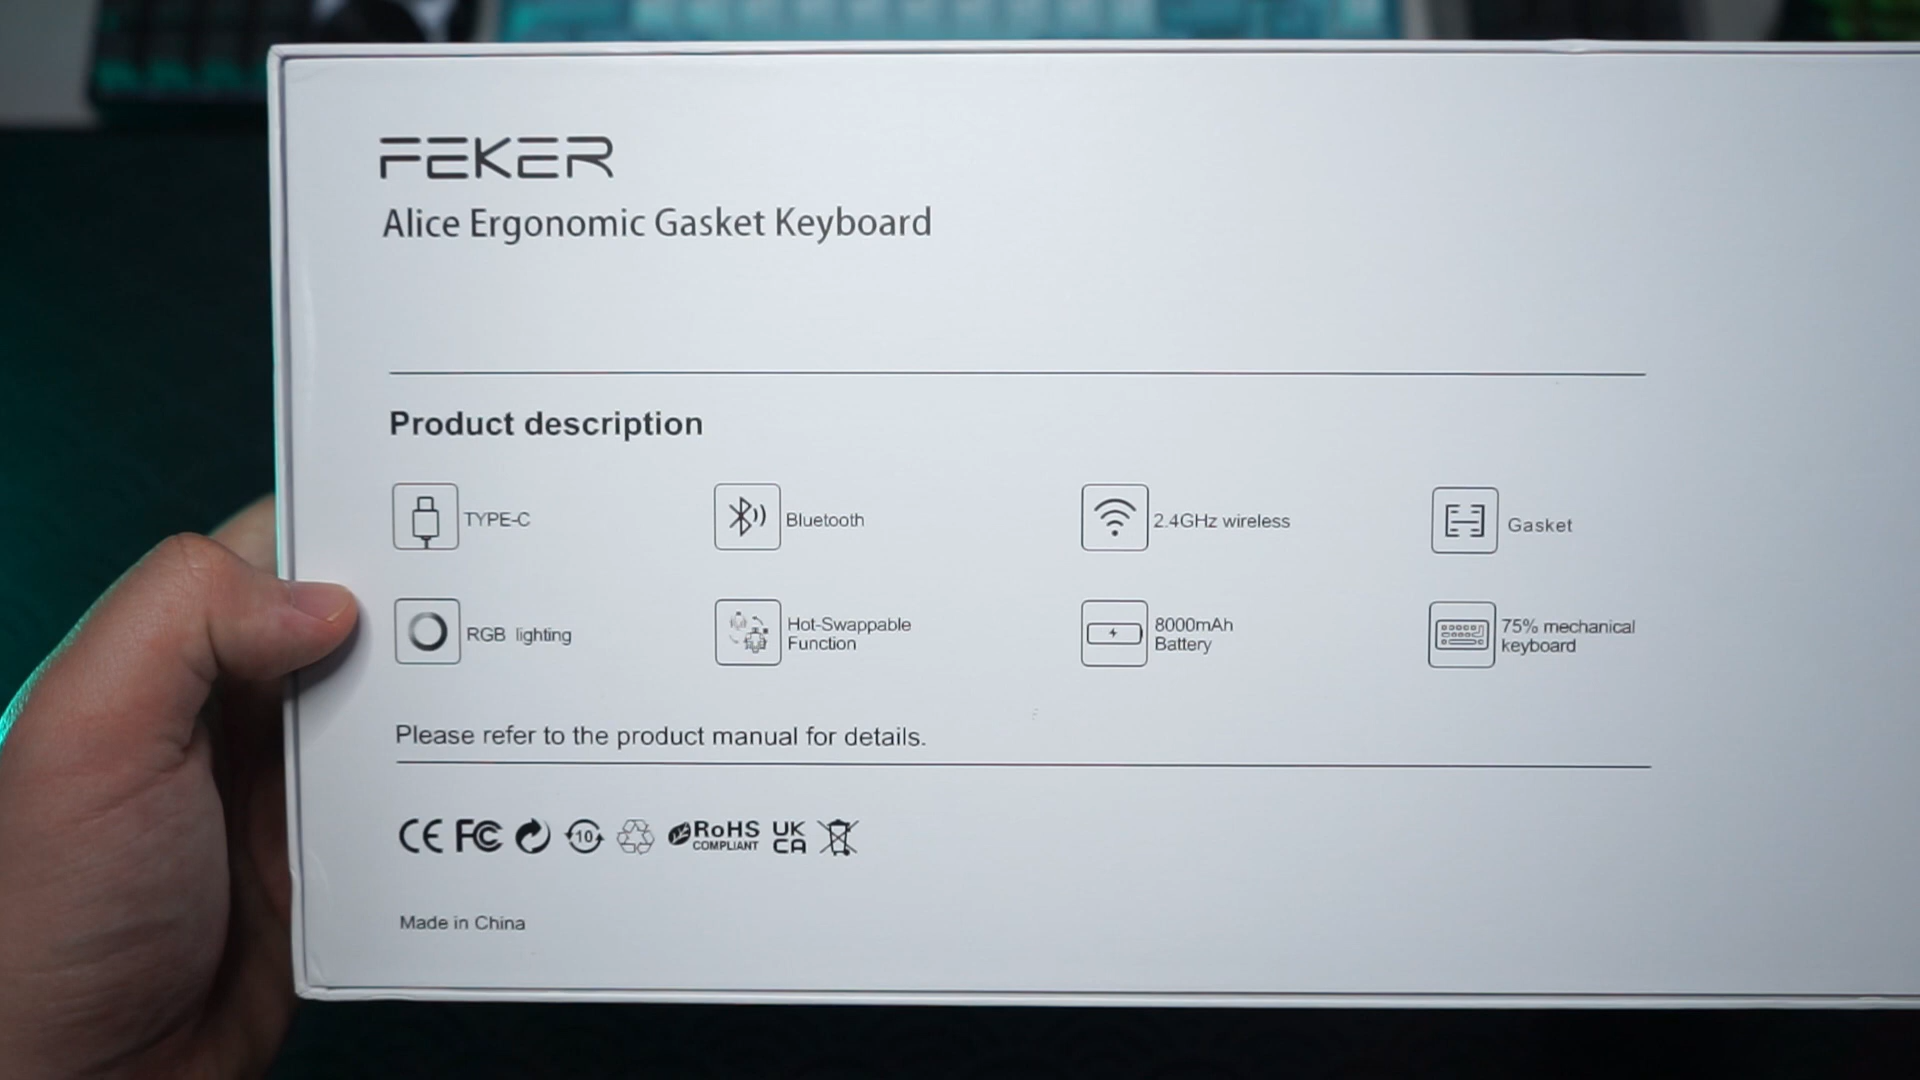 FEKER
Alice Ergonomic Gasket Keyboard
Product description
TYPE-C
Bluetooth
2.4GHz wireless
Gasket
RGB lighting
Hot-Swappable
Function
8000mAh
Battery
75% mechanical
keyboard
Please refer to the product manual for details.
CE FC 10 RoHS COMPLIANT UK CA
Made in China